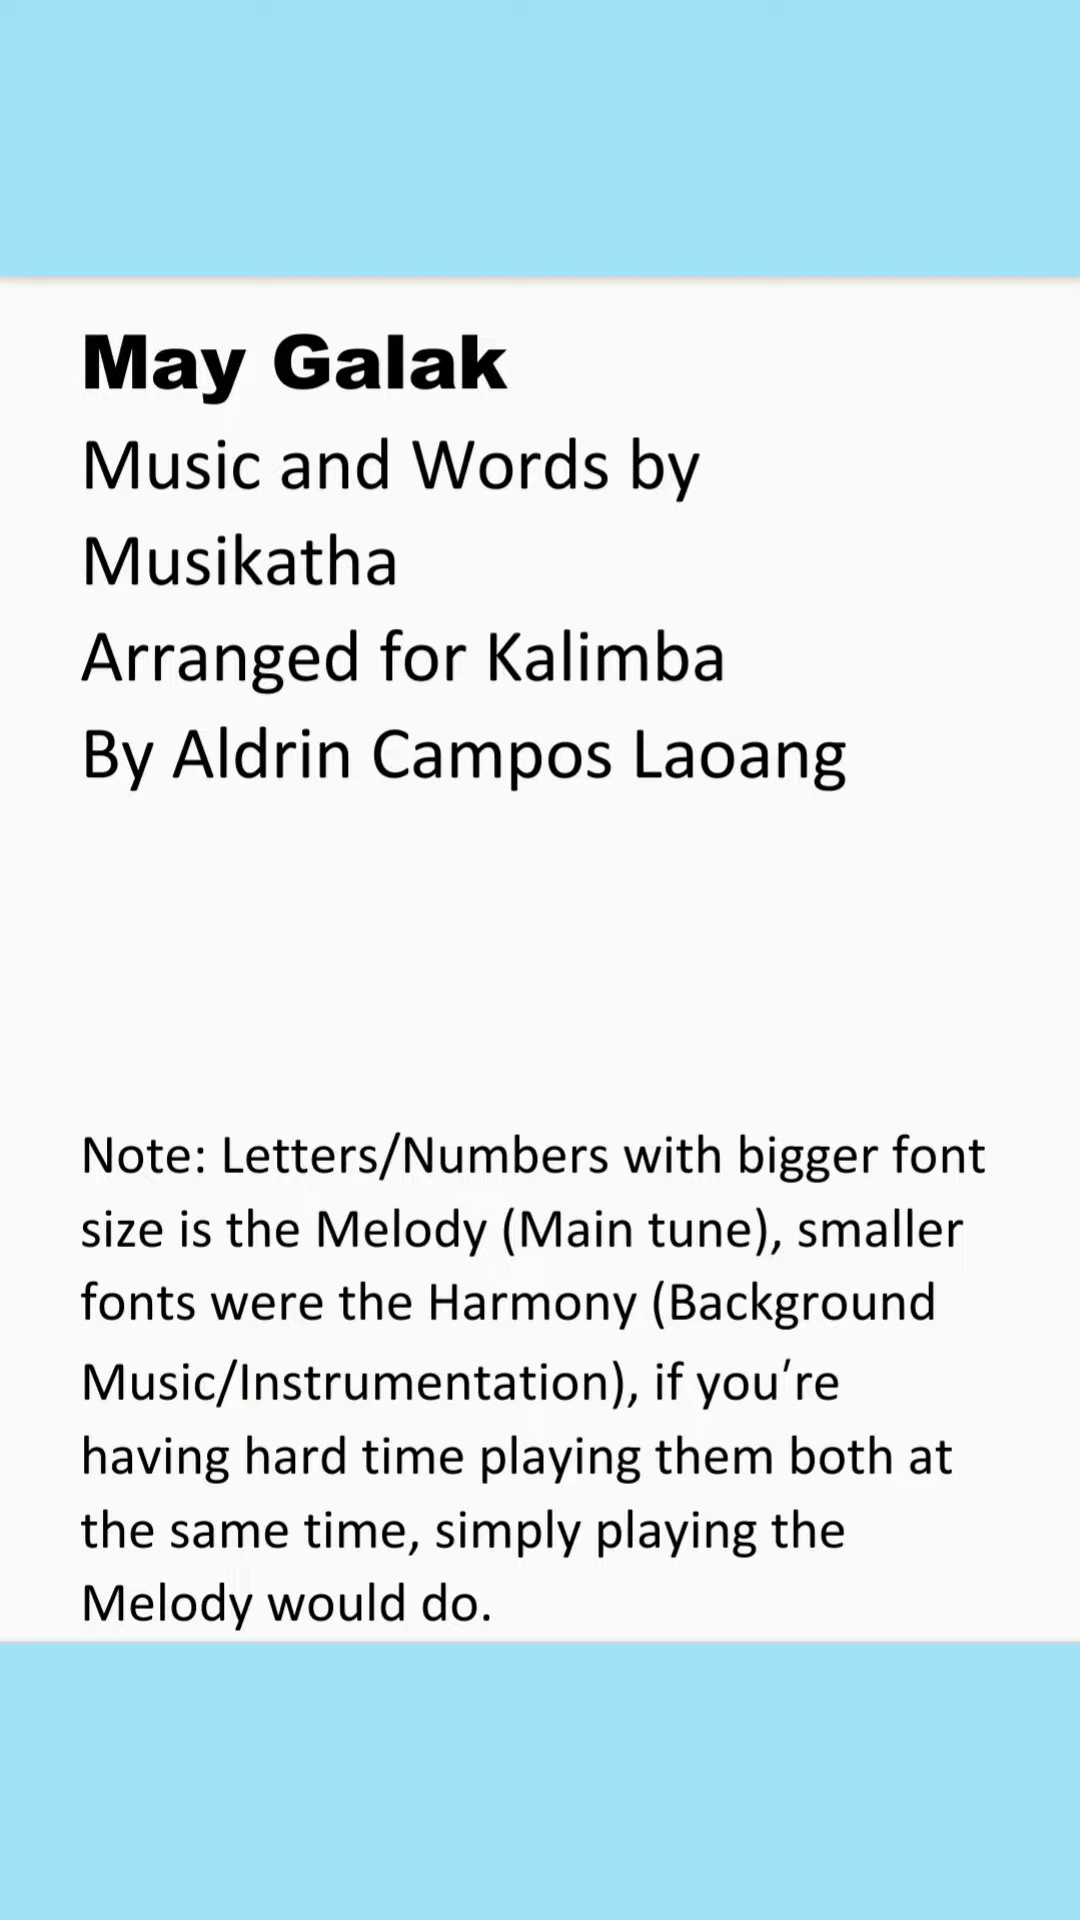 May Galak
Music and Words by
Musikatha
Arranged for Kalimba
By Aldrin Campos Laoang
Note: Letters/Numbers with bigger font
size is the Melody (Main tune), smaller
fonts were the Harmony (Background
Music/Instrumentation), if you’re
having hard time playing them both at
the same time, simply playing the
Melody would do.